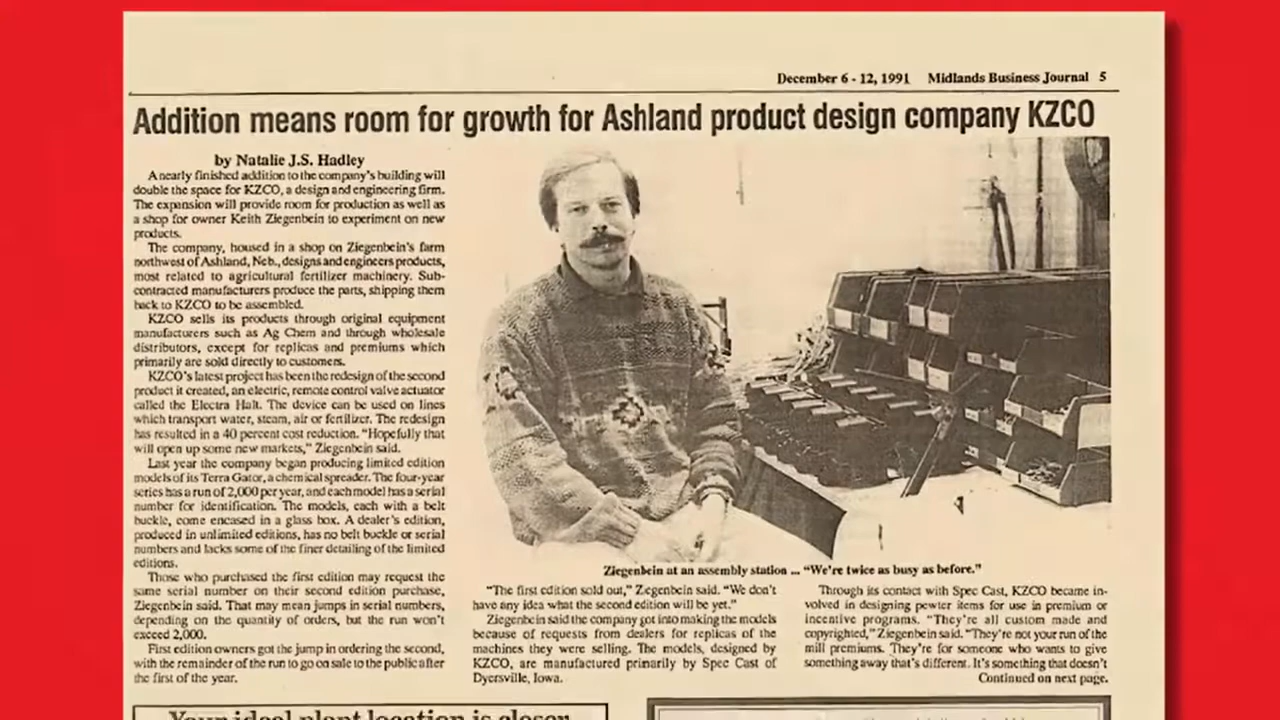 December 6 - 12, 1991 Midlands Business Journal 5
Addition means room for growth for Ashland product design company KZCO
by Natalie J.S. Hadley
A nearly finished addition to the company's building will
double the space for KZCO, a design and engineering firm.
The expansion will provide room for production as well as
a shop for owner Keith Ziegenbein to experiment on new
products.
The company, housed in a shop on Ziegenbein's farm
northwest of Ashland, Neb., designs and engineers products,
most related to agricultural fertilizer machinery. Sub-
contracted manufacturers produce the parts, shipping them
back to KZCO to be assembled.
KZCO sells its products through original equipment
manufacturers such as Ag Chem and through wholesale
distributors, except for replicas and premiums which
primarily are sold directly to customers.
KZCO's latest project has been the redesign of the second
product it created, an electric, remote control valve actuator
called the Electra Halt. The device can be used on lines
which transport water, steam, air or fertilizer. The redesign
has resulted in a 40 percent cost reduction. "Hopefully that
will open up some new markets," Ziegenbein said.
Last year the company began producing limited edition
models of its Terra Gator, a chemical spreader. The four-year
series has a run of 2,000 per year, and each model has a serial
number for identification. The models, each with a belt
buckle, come encased in a glass box. A dealer's edition,
produced in unlimited editions, has no belt buckle or serial
numbers and lacks some of the finer detailing of the limited
editions.
Those who purchased the first edition may request the
same serial number on their second edition purchase,
Ziegenbein said. That may mean jumps in serial numbers,
depending on the quantity of orders, but the run won't
exceed 2,000.
First edition owners got the jump in ordering the second,
with the remainder of the run to go on sale to the public after
the first of the year.
Ziegenbein at an assembly station ... "We're twice as busy as before."
"The first edition sold out," Ziegenbein said. "We don't
have any idea what the second edition will be yet."
Ziegenbein said the company got into making the models
because of requests from dealers for replicas of the
machines they were selling. The models, designed by
KZCO, are manufactured primarily by Spec Cast of
Dyersville, Iowa.
Through its contact with Spec Cast, KZCO became in-
volved in designing pewter items for use in premium or
incentive programs. "They're all custom made and
copyrighted," Ziegenbein said. "They're not your run of the
mill premiums. They're for someone who wants to give
something away that's different. It's something that doesn't
Continued on next page.
Your ideal plant location is closer